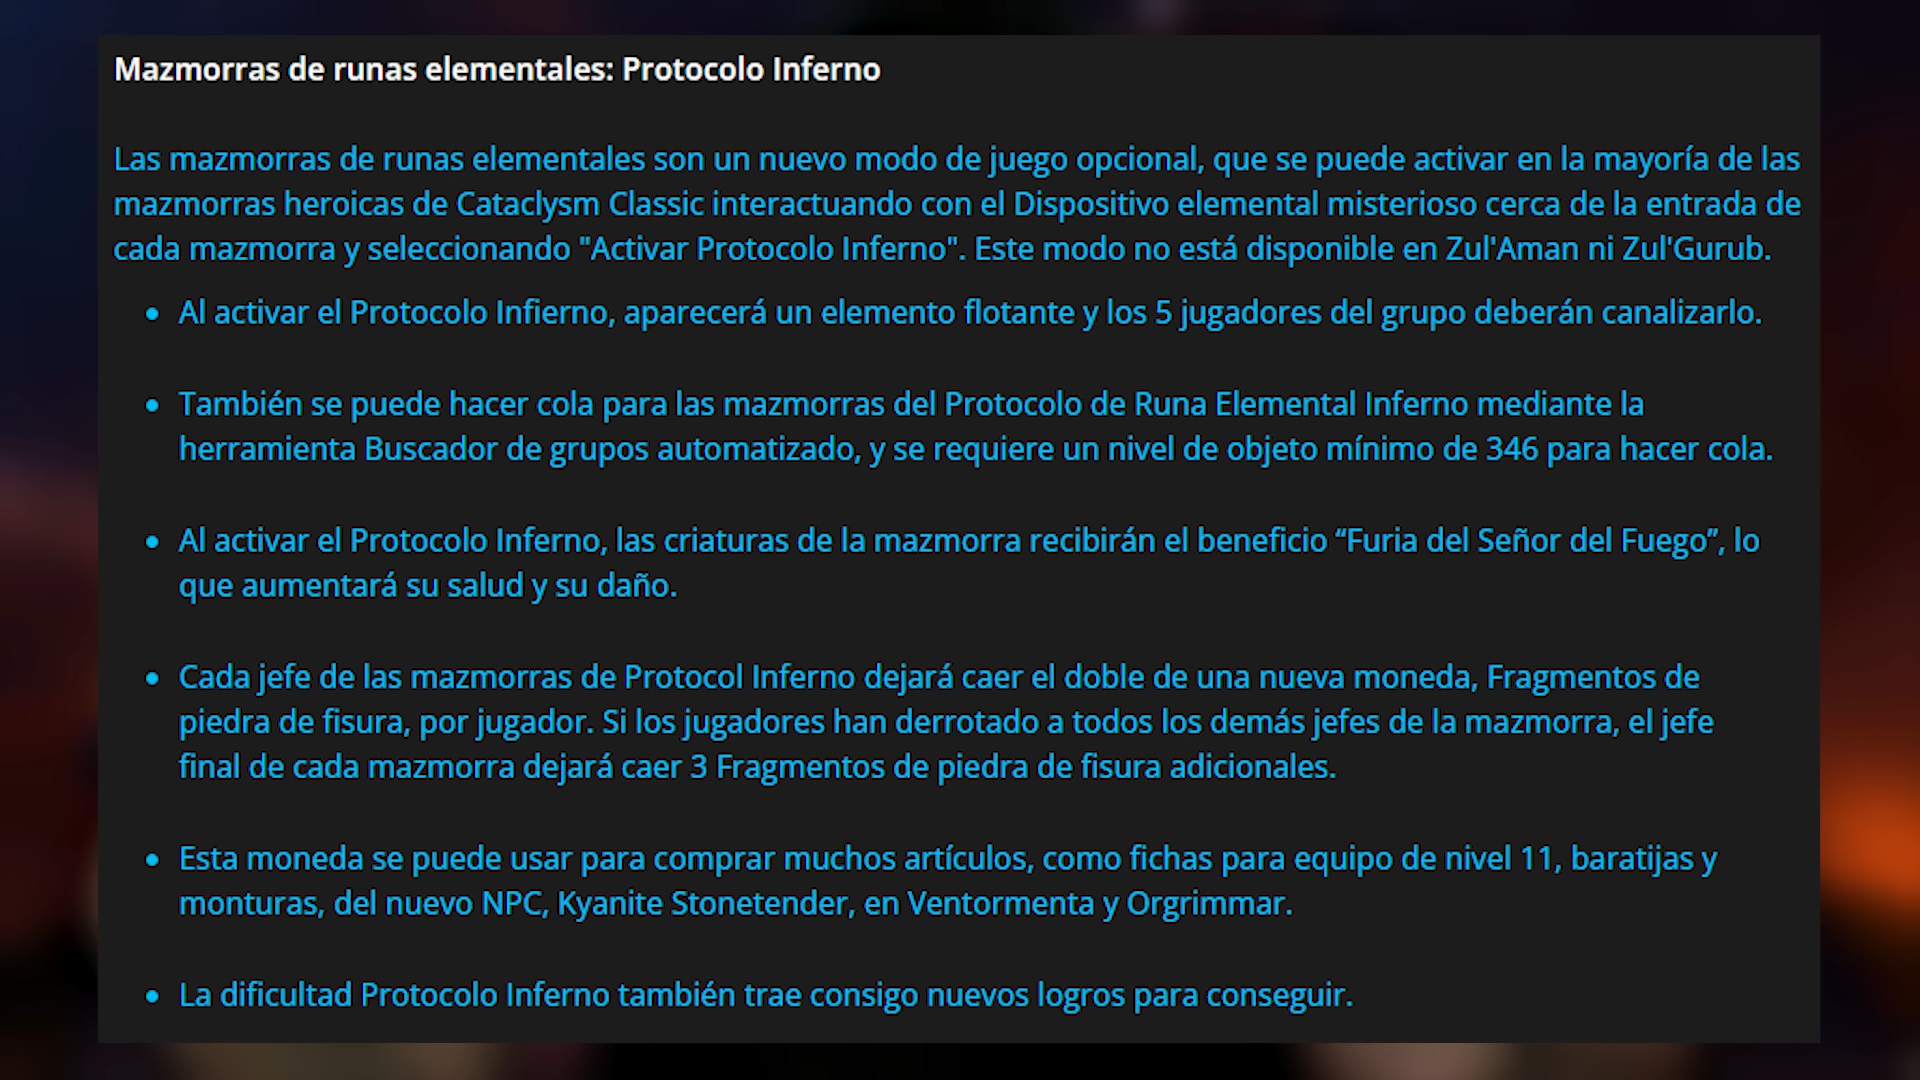 Mazmorras de runas elementales: Protocolo Inferno
Las mazmorras de runas elementales son un nuevo modo de juego opcional, que se puede activar en la mayoría de las
mazmorras heroicas de Cataclysm Classic interactuando con el Dispositivo elemental misterioso cerca de la entrada de
cada mazmorra y seleccionando "Activar Protocolo Inferno". Este modo no está disponible en Zul'Aman ni Zul'Gurub.
• Al activar el Protocolo Infierno, aparecerá un elemento flotante y los 5 jugadores del grupo deberán canalizarlo.
• También se puede hacer cola para las mazmorras del Protocolo de Runa Elemental Inferno mediante la
herramienta Buscador de grupos automatizado, y se requiere un nivel de objeto mínimo de 346 para hacer cola.
• Al activar el Protocolo Inferno, las criaturas de la mazmorra recibirán el beneficio “Furia del Señor del Fuego”, lo
que aumentará su salud y su daño.
• Cada jefe de las mazmorras de Protocol Inferno dejará caer el doble de una nueva moneda, Fragmentos de
piedra de fisura, por jugador. Si los jugadores han derrotado a todos los demás jefes de la mazmorra, el jefe
final de cada mazmorra dejará caer 3 Fragmentos de piedra de fisura adicionales.
• Esta moneda se puede usar para comprar muchos artículos, como fichas para equipo de nivel 11, baratijas y
monturas, del nuevo NPC, Kyanite Stonetender, en Ventormenta y Orgrimmar.
• La dificultad Protocolo Inferno también trae consigo nuevos logros para conseguir.